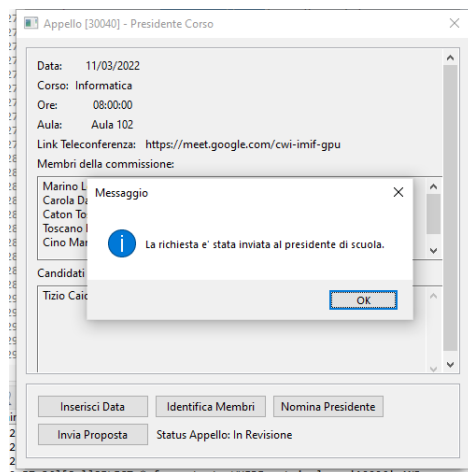 Appello [30040] - Presidente Corso
Data: 11/03/2022
Corso: Informatica
Ore: 08:00:00
Aula: Aula 102
Link Teleconferenza: https://meet.google.com/cwi-imif-gpu
Membri della commissione:
Marino L
Carola Da
Caton To
Toscano
Cino Mar
Messaggio
La richiesta e' stata inviata al presidente di scuola.
OK
Candidati
Tizio Caio
Inserisci Data
Identifica Membri
Nomina Presidente
Invia Proposta
Status Appello: In Revisione